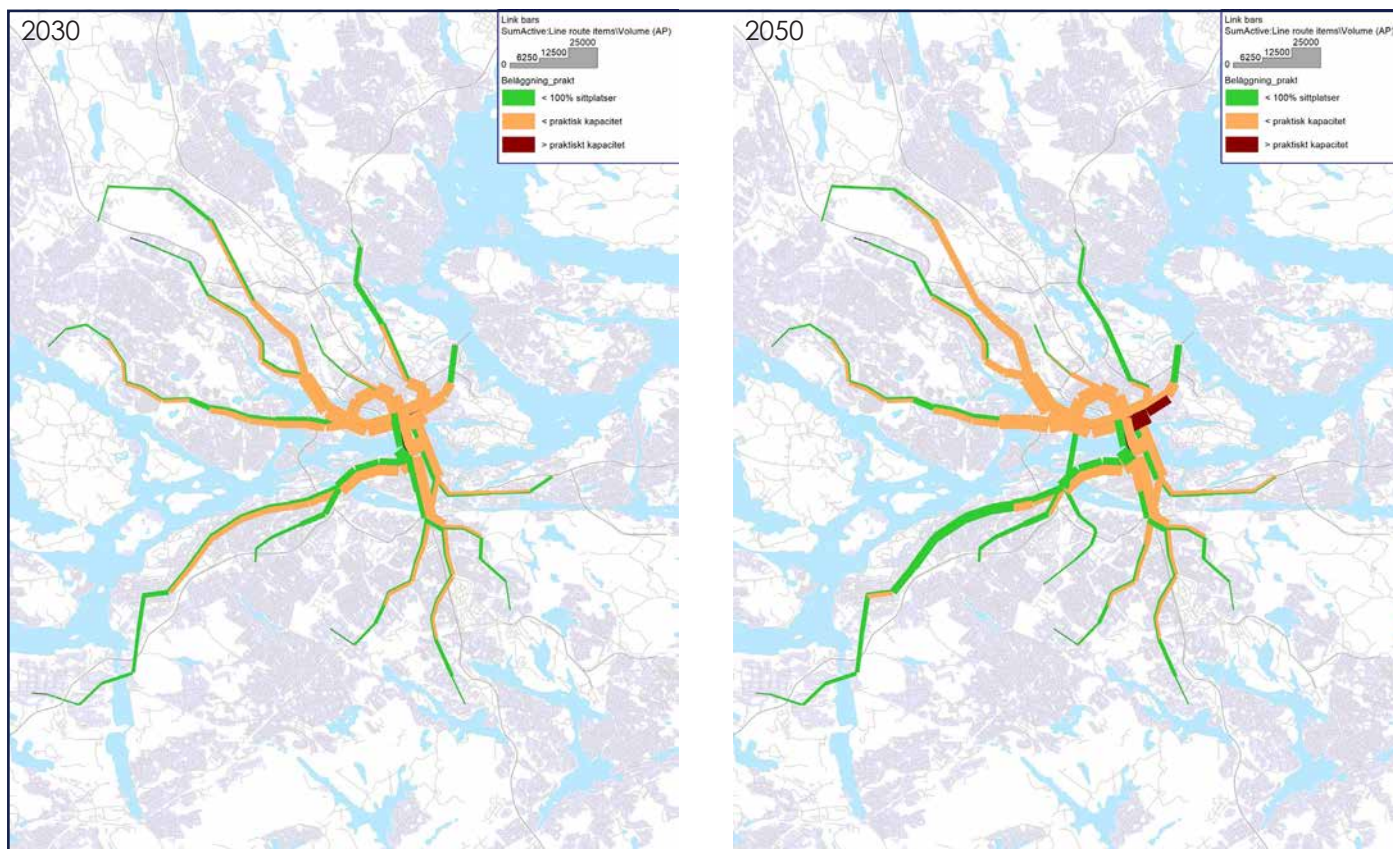 2030
Link bars
SumActive:Line route items\Volume (AP)
25000
12500
6250
0
Beläggning_prakt
< 100% sittplatser
< praktisk kapacitet
> praktiskt kapacitet
2050
Link bars
SumActive:Line route items\Volume (AP)
25000
12500
6250
0
Beläggning_prakt
< 100% sittplatser
< praktisk kapacitet
> praktiskt kapacitet